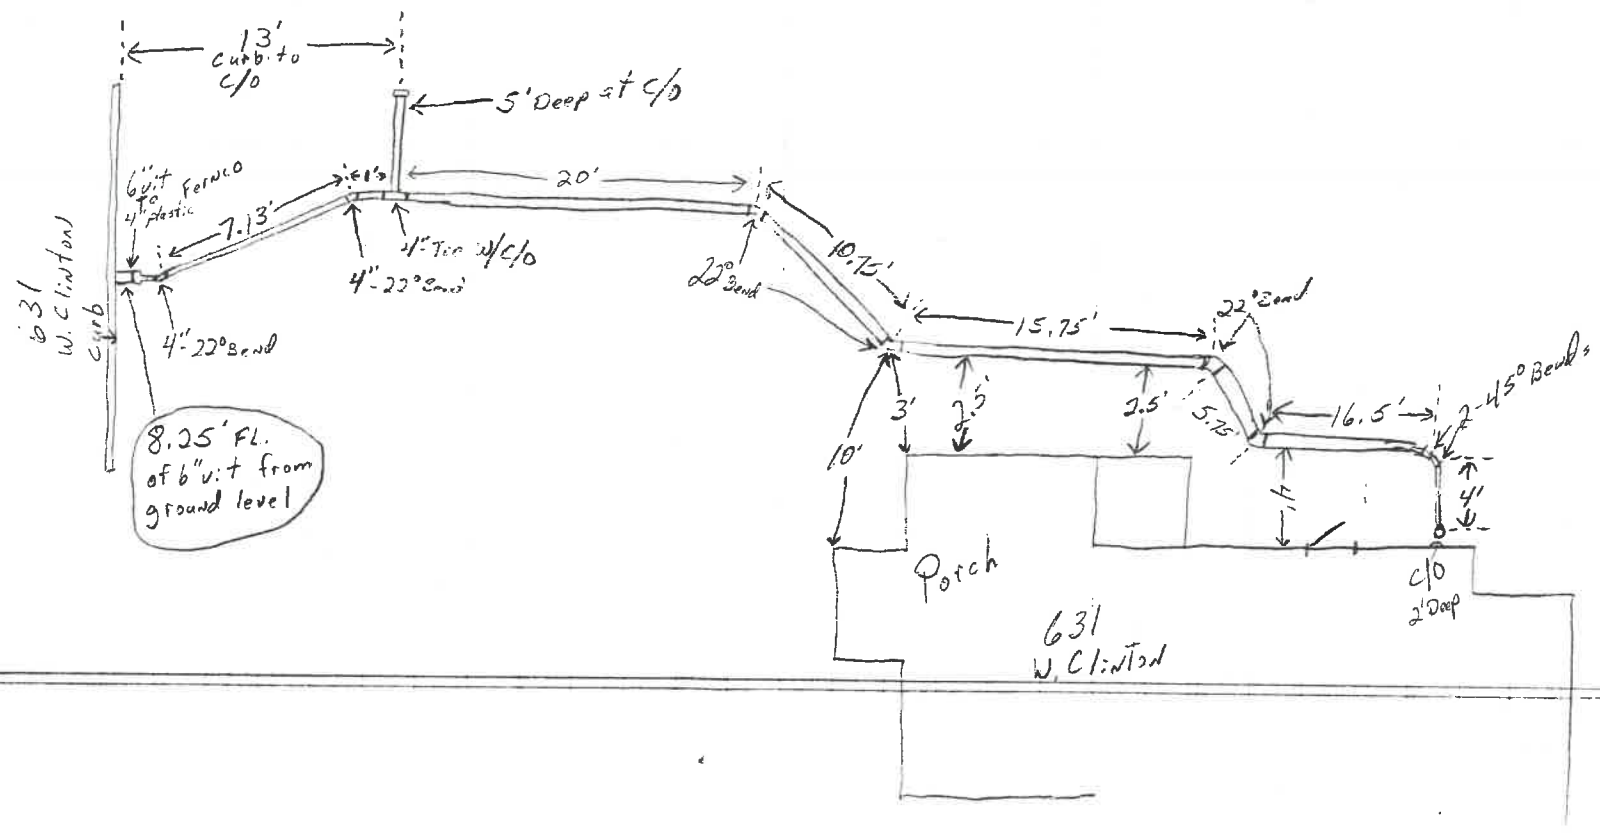 13'
Curb to
C/O
5' Deep at C/O
6" vit
To Fernco
4" plastic
7.13'
1'
20'
4" Tee W/C/O
4"-22° Bend
4"-22° Bend
631
W. Clinton
Curb
8.25' FL.
of 6" vit from
ground level
22° Bend
10.75'
15.75'
22° Bend
5.75'
16.5'
2-45° Bends
10'
3'
2.5'
2.5'
4'
4'
Porch
C/O
2' Deep
631
W. Clinton